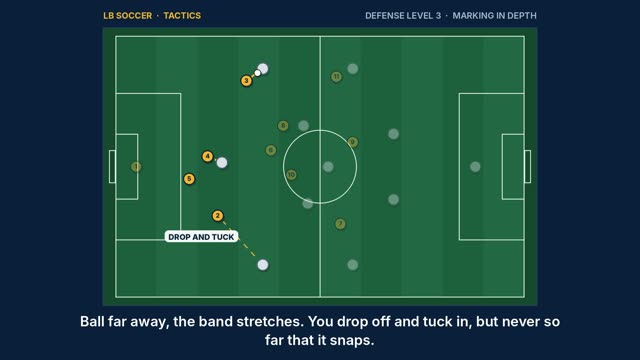 LB SOCCER · TACTICS
DEFENSE LEVEL 3 · MARKING IN DEPTH
3
11
8
6
9
4
1
10
5
2
7
DROP AND TUCK
Ball far away, the band stretches. You drop off and tuck in, but never so
far that it snaps.